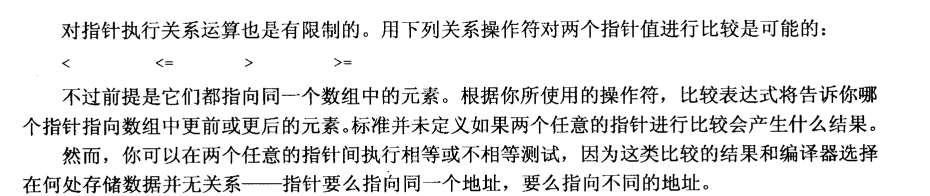 对指针执行关系运算也是有限制的。用下列关系操作符对两个指针值进行比较是可能的：
< <= > >=
不过前提是它们都指向同一个数组中的元素。根据你所使用的操作符，比较表达式将告诉你哪
个指针指向数组中更前或更后的元素。标准并未定义如果两个任意的指针进行比较会产生什么结果。
然而，你可以在两个任意的指针间执行相等或不相等测试，因为这类比较的结果和编译器选择
在何处存储数据并无关系——指针要么指向同一个地址，要么指向不同的地址。